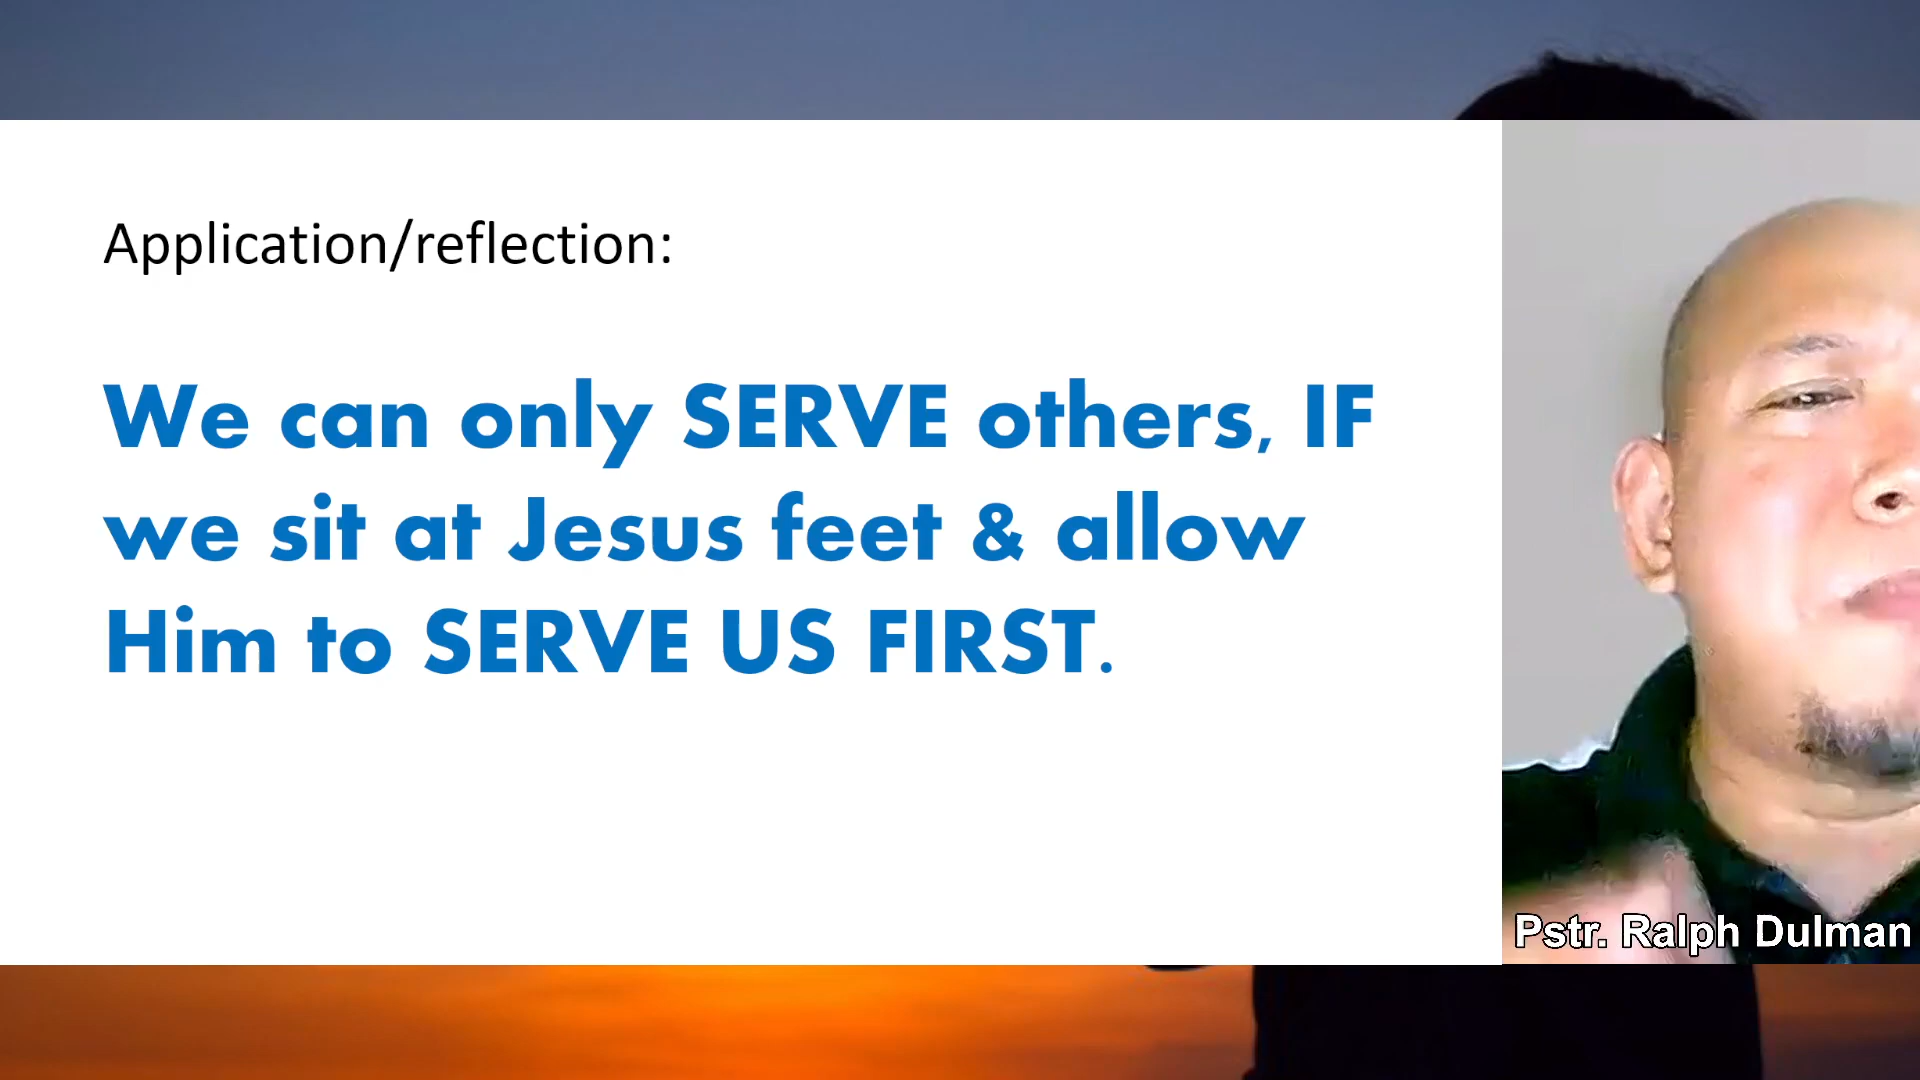 Application/reflection:
We can only SERVE others, IF
we sit at Jesus feet & allow
Him to SERVE US FIRST.
Pstr. Ralph Dulman